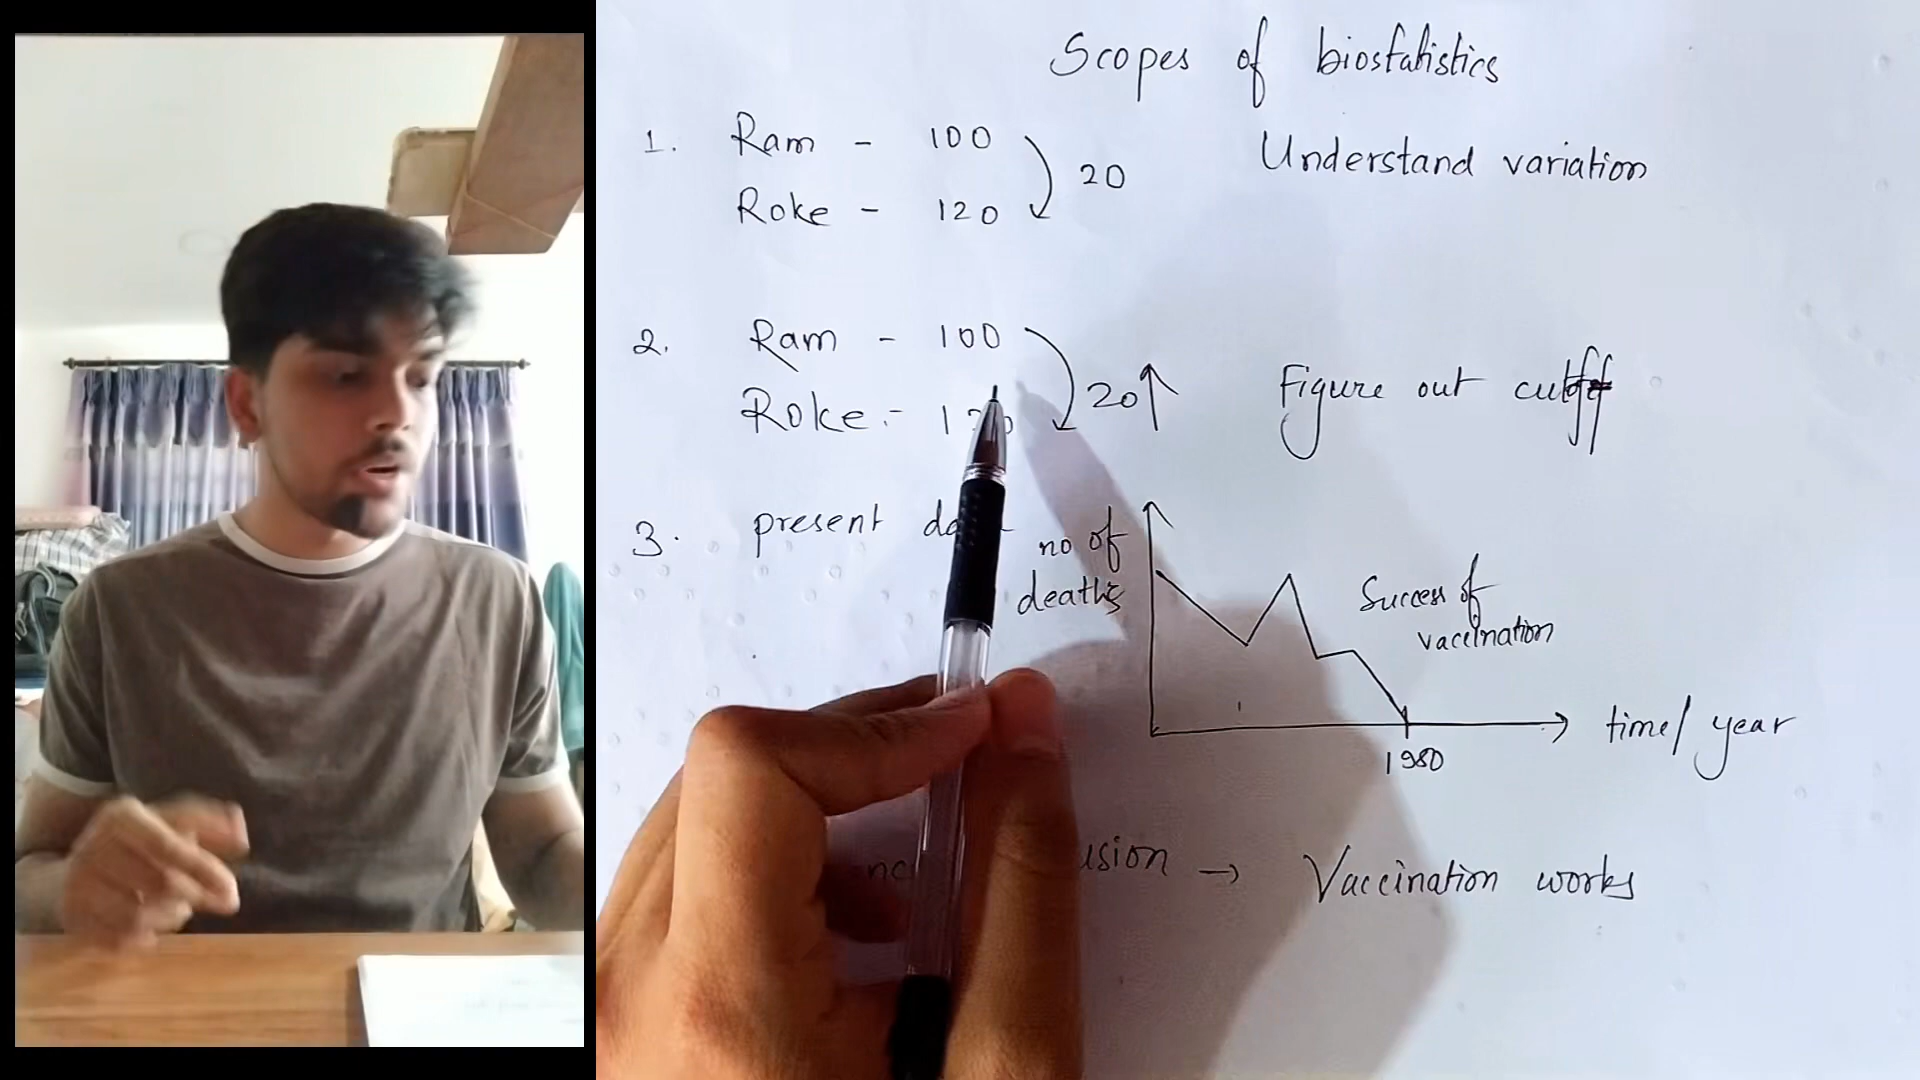 Scopes of biostatistics
1. Ram - 100
20
Understand variation
Roke - 120
2. Ram - 100
20
Figure out cutoff
Roke - 120
3. present
no of
deaths
Success of
vaccination
time/ year
1980
→ Vaccination works